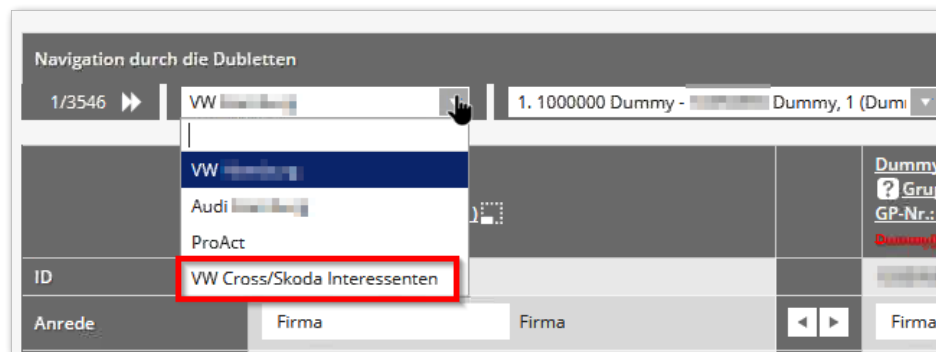 Navigation durch die Dubletten
1/3546 VW 1. 1000000 Dummy - Dummy, 1 (Dumi
VW
Audi
ProAct
VW Cross/Skoda Interessenten
)
Dummy
? Gru
GP-Nr.:
ID
Anrede Firma Firma Firma